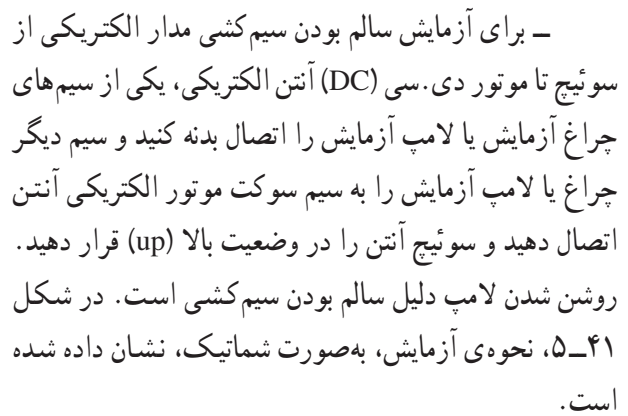 ــ برای آزمایش سالم بودن سیم‌کشی مدار الکتریکی از
سوئیچ تا موتور دی.سی (DC) آنتن الکتریکی، یکی از سیم‌های
چراغ آزمایش یا لامپ آزمایش را اتصال بدنه کنید و سیم دیگر
چراغ یا لامپ آزمایش را به سیم سوکت موتور الکتریکی آنتن
اتصال دهید و سوئیچ آنتن را در وضعیت بالا (up) قرار دهید.
روشن شدن لامپ دلیل سالم بودن سیم‌کشی است. در شکل
۴۱ــ۵، نحوه‌ی آزمایش، به‌صورت شماتیک، نشان داده شده
است.